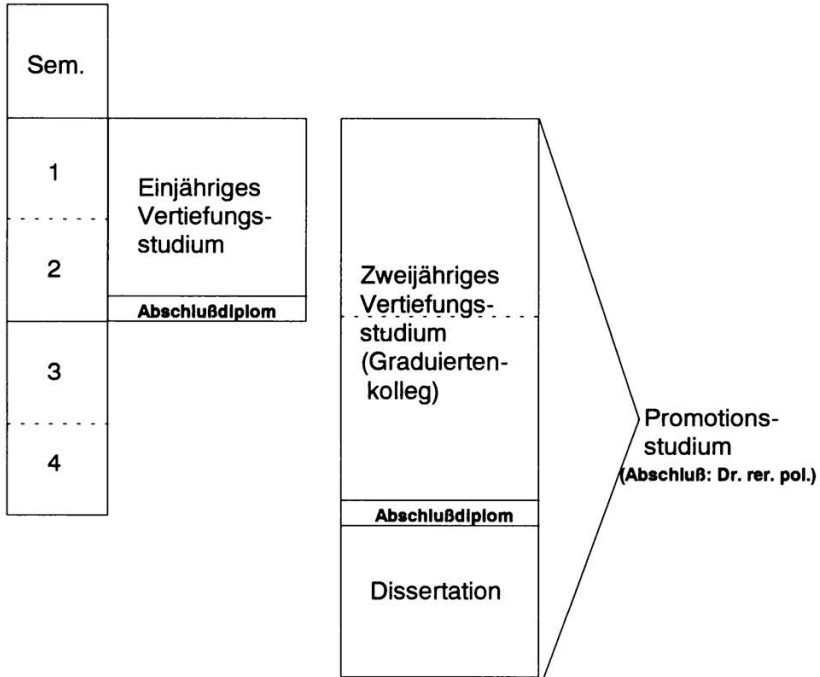 Sem.
1
2
3
4
Einjähriges
Vertiefungs-
studium
Abschlußdiplom
Zweijähriges
Vertiefungs-
studium
(Graduierten-
kolleg)
Abschlußdiplom
Dissertation
Promotions-
studium
(Abschluß: Dr. rer. pol.)